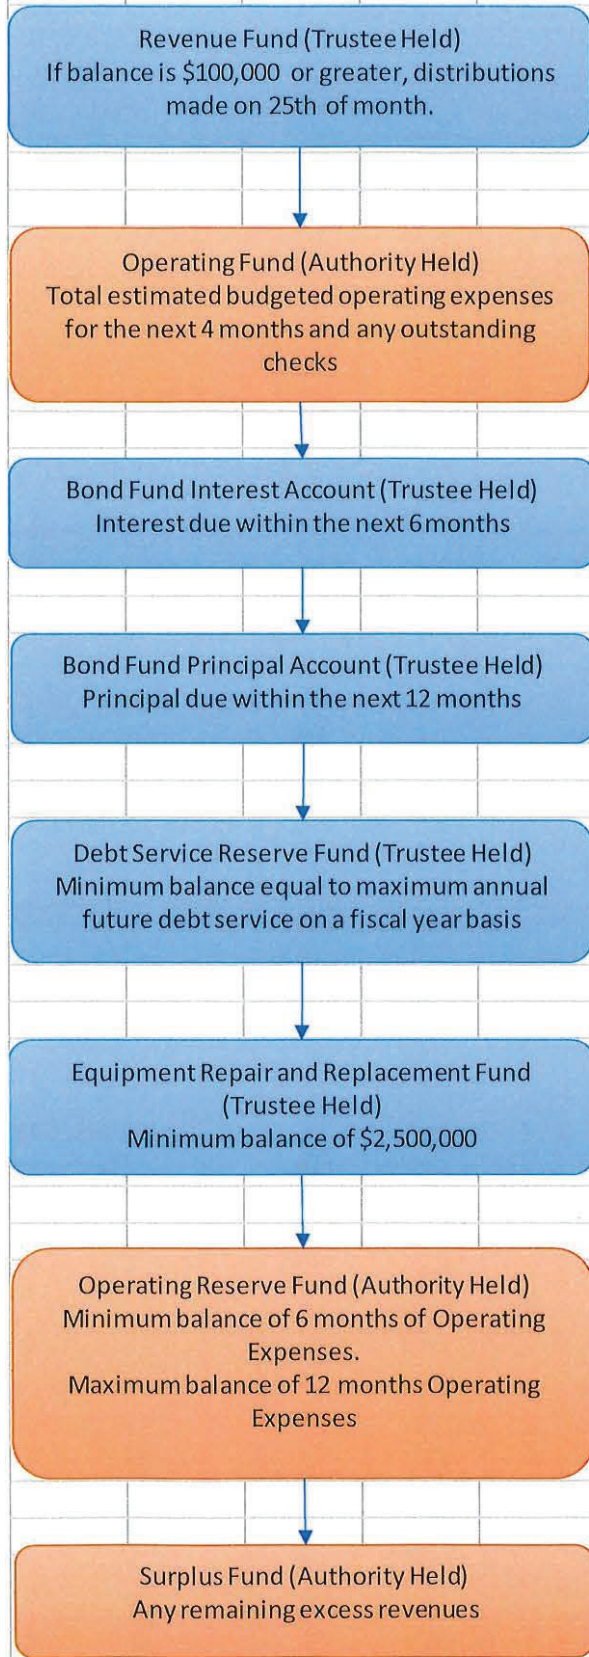 Revenue Fund (Trustee Held)
If balance is $100,000 or greater, distributions
made on 25th of month.
Operating Fund (Authority Held)
Total estimated budgeted operating expenses
for the next 4 months and any outstanding
checks
Bond Fund Interest Account (Trustee Held)
Interest due within the next 6 months
Bond Fund Principal Account (Trustee Held)
Principal due within the next 12 months
Debt Service Reserve Fund (Trustee Held)
Minimum balance equal to maximum annual
future debt service on a fiscal year basis
Equipment Repair and Replacement Fund
(Trustee Held)
Minimum balance of $2,500,000
Operating Reserve Fund (Authority Held)
Minimum balance of 6 months of Operating
Expenses.
Maximum balance of 12 months Operating
Expenses
Surplus Fund (Authority Held)
Any remaining excess revenues